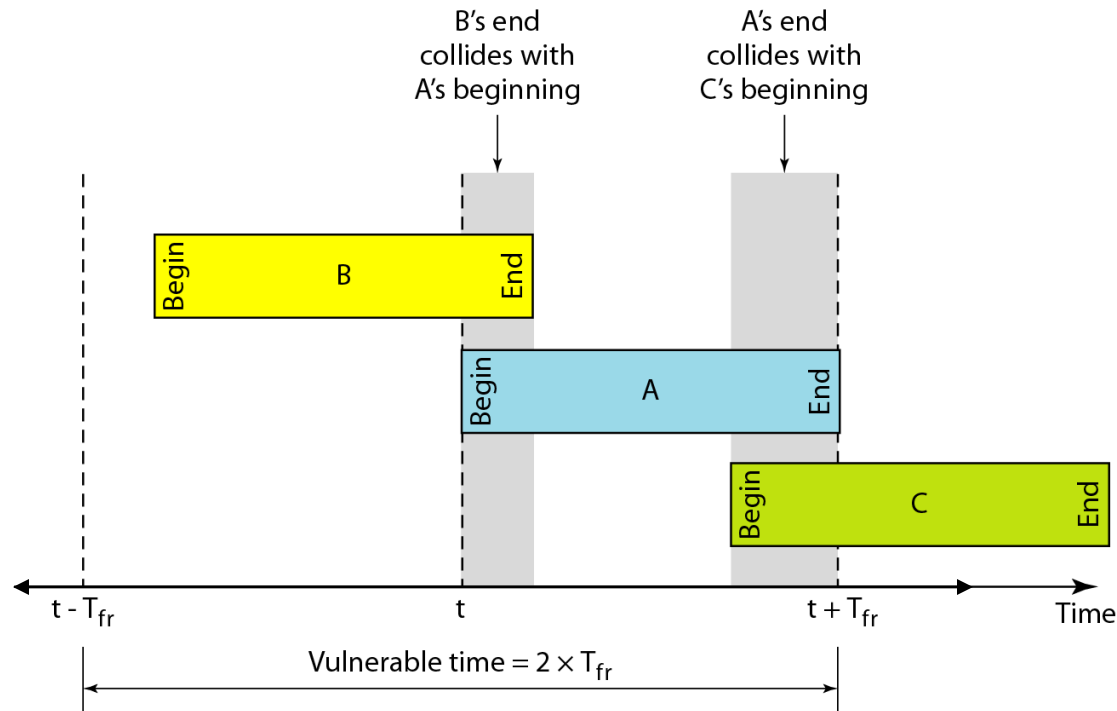 B's end
collides with
A's beginning
A's end
collides with
C's beginning
Begin
B
End
Begin
A
End
Begin
C
End
t - Tfr
t
t + Tfr
Time
Vulnerable time = 2 × Tfr